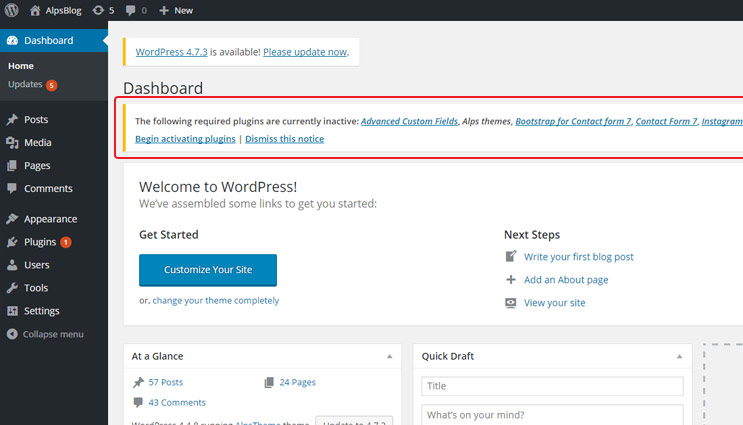 AlpsBlog 5 0 New
Dashboard
Home
Updates 5
Posts
Media
Pages
Comments
Appearance
Plugins 1
Users
Tools
Settings
Collapse menu
WordPress 4.7.3 is available! Please update now.
Dashboard
The following required plugins are currently inactive: Advanced Custom Fields, Alps themes, Bootstrap for Contact form 7, Contact Form 7, Instagram
Begin activating plugins | Dismiss this notice
Welcome to WordPress!
We've assembled some links to get you started:
Get Started
Customize Your Site
or, change your theme completely
Next Steps
Write your first blog post
Add an About page
View your site
At a Glance
57 Posts
24 Pages
43 Comments
WordPress 4.4.8 running AlpsTheme theme.
Update to 4.7.3
Quick Draft
Title
What's on your mind?